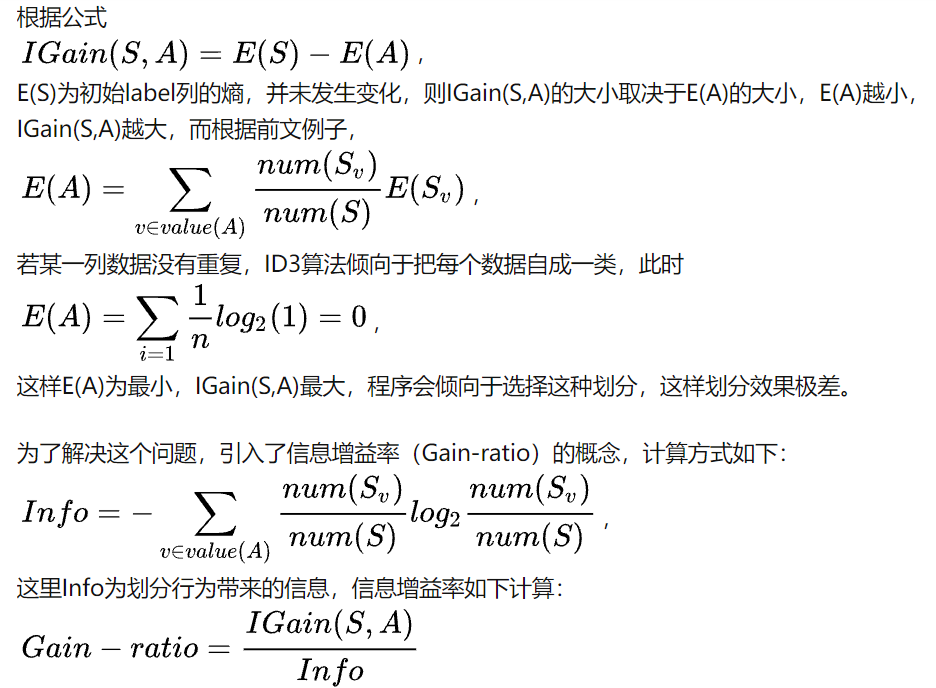 根据公式
IGain(S, A) = E(S) − E(A) ,
E(S)为初始label列的熵，并未发生变化，则IGain(S,A)的大小取决于E(A)的大小，E(A)越小，
IGain(S,A)越大，而根据前文例子，
E(A) = ∑_{v∈value(A)} \frac{num(S_v)}{num(S)} E(S_v) ,
若某一列数据没有重复，ID3算法倾向于把每个数据自成一类，此时
E(A) = ∑_{i=1} \frac{1}{n} log_2(1) = 0 ,
这样E(A)为最小，IGain(S,A)最大，程序会倾向于选择这种划分，这样划分效果极差。
为了解决这个问题，引入了信息增益率（Gain-ratio）的概念，计算方式如下：
Info = − ∑_{v∈value(A)} \frac{num(S_v)}{num(S)} log_2 \frac{num(S_v)}{num(S)} ,
这里Info为划分行为带来的信息，信息增益率如下计算：
Gain − ratio = \frac{IGain(S, A)}{Info}